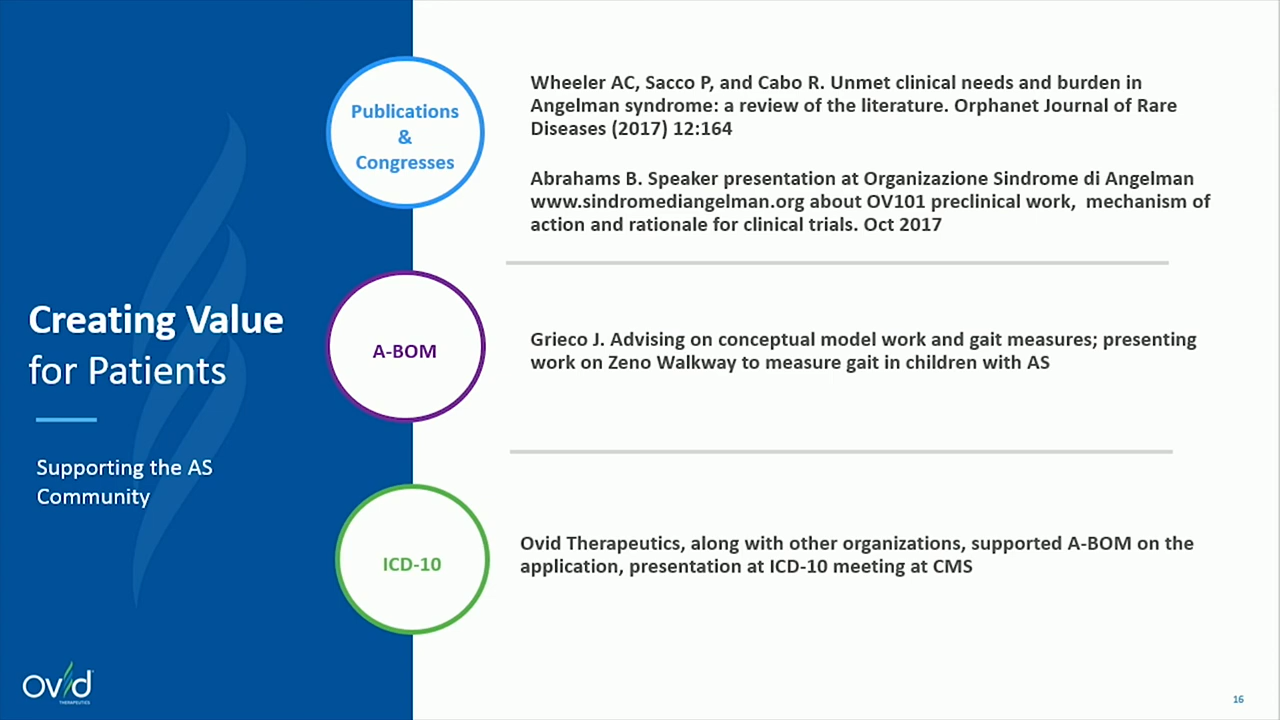 Creating Value
for Patients
Supporting the AS
Community
Publications
&
Congresses
Wheeler AC, Sacco P, and Cabo R. Unmet clinical needs and burden in
Angelman syndrome: a review of the literature. Orphanet Journal of Rare
Diseases (2017) 12:164
Abrahams B. Speaker presentation at Organizazione Sindrome di Angelman
www.sindromediangelman.org about OV101 preclinical work,  mechanism of
action and rationale for clinical trials. Oct 2017
A-BOM
Grieco J. Advising on conceptual model work and gait measures; presenting
work on Zeno Walkway to measure gait in children with AS
ICD-10
Ovid Therapeutics, along with other organizations, supported A-BOM on the
application, presentation at ICD-10 meeting at CMS
Ovid
THERAPEUTICS
16